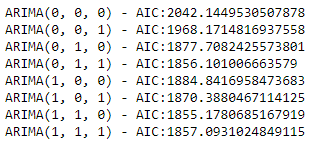 ARIMA(0, 0, 0) - AIC:2042.1449530507878
ARIMA(0, 0, 1) - AIC:1968.1714816937558
ARIMA(0, 1, 0) - AIC:1877.7082425573801
ARIMA(0, 1, 1) - AIC:1856.101006663579
ARIMA(1, 0, 0) - AIC:1884.8416958473683
ARIMA(1, 0, 1) - AIC:1870.3880467114125
ARIMA(1, 1, 0) - AIC:1855.1780685167919
ARIMA(1, 1, 1) - AIC:1857.0931024849115